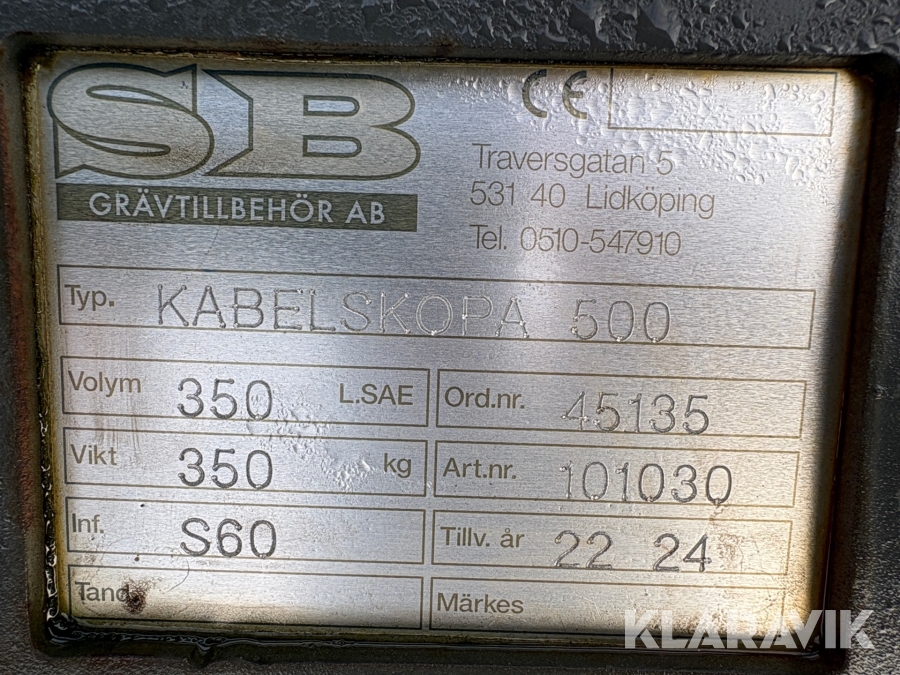 SB
GRÄVTILLBEHÖR AB
CE
Traversgatan 5
531 40 Lidköping
Tel. 0510-547910
Typ. KABELSKOPA 500
Volym 350 L.SAE Ord.nr. 45135
Vikt 350 kg Art.nr. 101030
Inf. S60 Tillv. år 22 24
Tand. Märkes
KLARAVIK